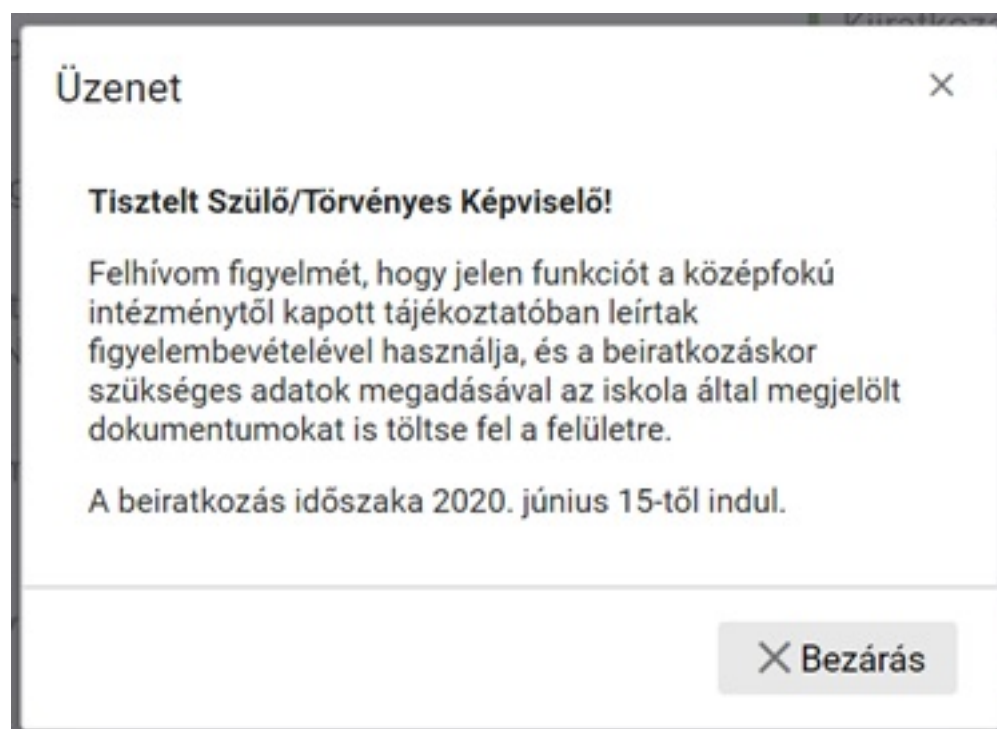 Üzenet
Tisztelt Szülő/Törvényes Képviselő!
Felhívom figyelmét, hogy jelen funkciót a középfokú
intézménytől kapott tájékoztatóban leírtak
figyelembevételével használja, és a beiratkozáskor
szükséges adatok megadásával az iskola által megjelölt
dokumentumokat is töltse fel a felületre.
A beiratkozás időszaka 2020. június 15-től indul.
Bezárás